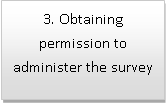 3. Obtaining
permission to
administer the survey